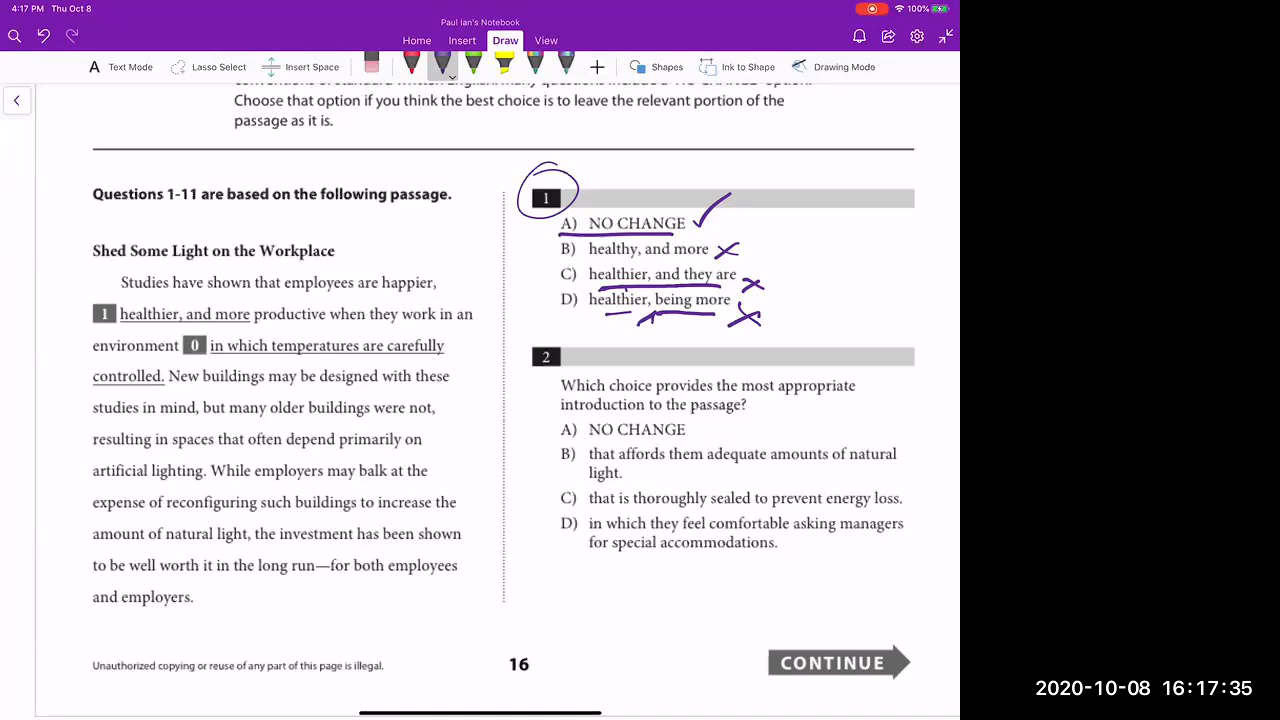 4:17 PM Thu Oct 8
100%
Paul Ian's Notebook
Home Insert Draw View
A Text Mode Lasso Select Insert Space Shapes Ink to Shape Drawing Mode
Choose that option if you think the best choice is to leave the relevant portion of the
passage as it is.
Questions 1-11 are based on the following passage.
Shed Some Light on the Workplace
Studies have shown that employees are happier,
1 healthier, and more productive when they work in an
environment 0 in which temperatures are carefully
controlled. New buildings may be designed with these
studies in mind, but many older buildings were not,
resulting in spaces that often depend primarily on
artificial lighting. While employers may balk at the
expense of reconfiguring such buildings to increase the
amount of natural light, the investment has been shown
to be well worth it in the long run—for both employees
and employers.
1
A) NO CHANGE
B) healthy, and more
C) healthier, and they are
D) healthier, being more
2
Which choice provides the most appropriate
introduction to the passage?
A) NO CHANGE
B) that affords them adequate amounts of natural
light.
C) that is thoroughly sealed to prevent energy loss.
D) in which they feel comfortable asking managers
for special accommodations.
Unauthorized copying or reuse of any part of this page is illegal.
16
CONTINUE
2020-10-08 16:17:35